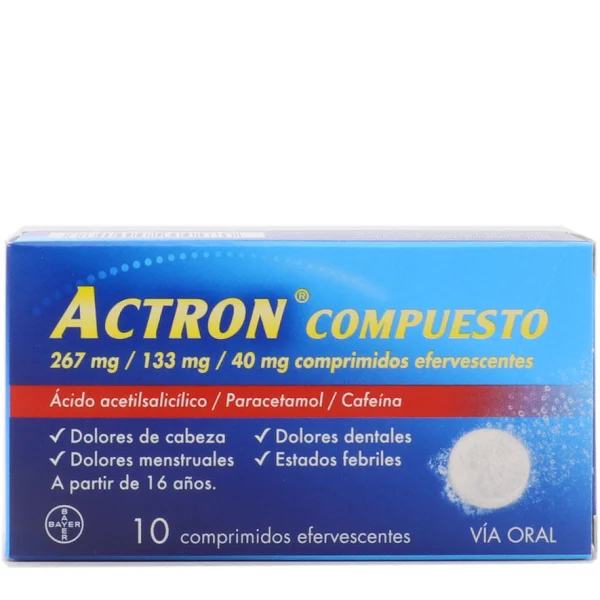 ACTRON® COMPUESTO
267 mg / 133 mg / 40 mg comprimidos efervescentes
Ácido acetilsalicílico / Paracetamol / Cafeína
✓ Dolores de cabeza ✓ Dolores dentales
✓ Dolores menstruales ✓ Estados febriles
A partir de 16 años.
BAYER
BAYER
10 comprimidos efervescentes
VÍA ORAL